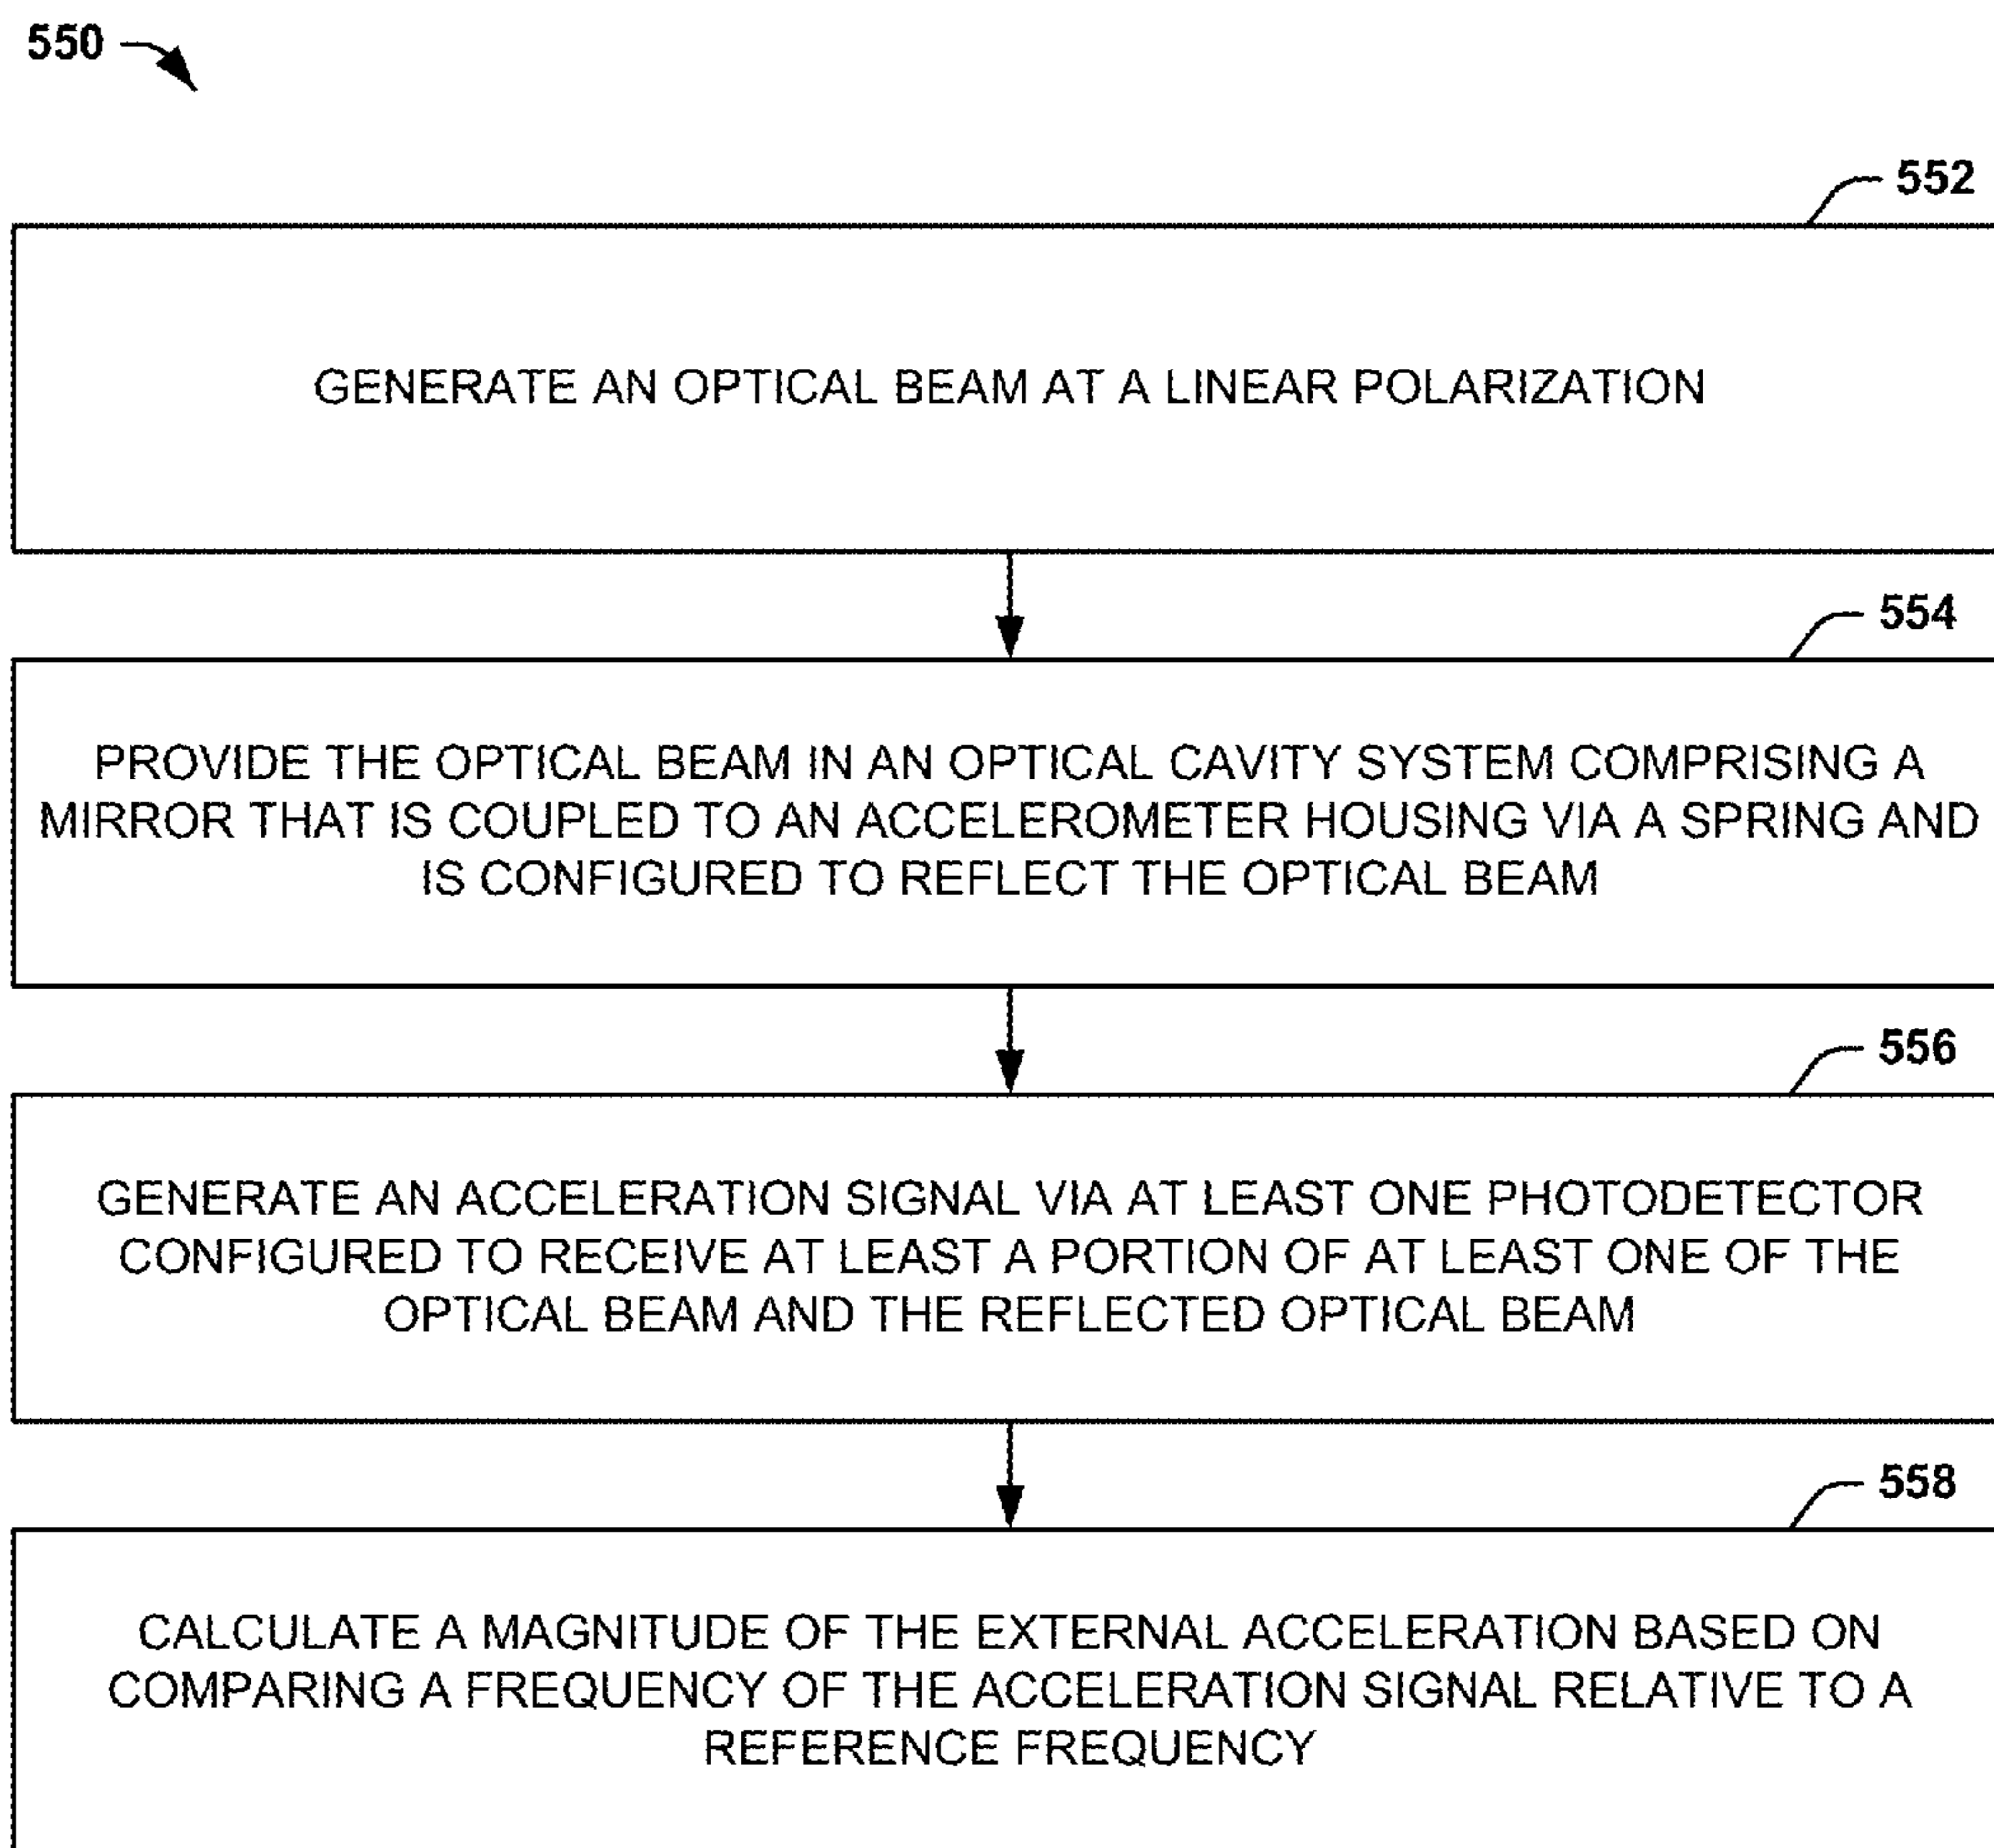 550
552
GENERATE AN OPTICAL BEAM AT A LINEAR POLARIZATION
554
PROVIDE THE OPTICAL BEAM IN AN OPTICAL CAVITY SYSTEM COMPRISING A
MIRROR THAT IS COUPLED TO AN ACCELEROMETER HOUSING VIA A SPRING AND
IS CONFIGURED TO REFLECT THE OPTICAL BEAM
556
GENERATE AN ACCELERATION SIGNAL VIA AT LEAST ONE PHOTODETECTOR
CONFIGURED TO RECEIVE AT LEAST A PORTION OF AT LEAST ONE OF THE
OPTICAL BEAM AND THE REFLECTED OPTICAL BEAM
558
CALCULATE A MAGNITUDE OF THE EXTERNAL ACCELERATION BASED ON
COMPARING A FREQUENCY OF THE ACCELERATION SIGNAL RELATIVE TO A
REFERENCE FREQUENCY